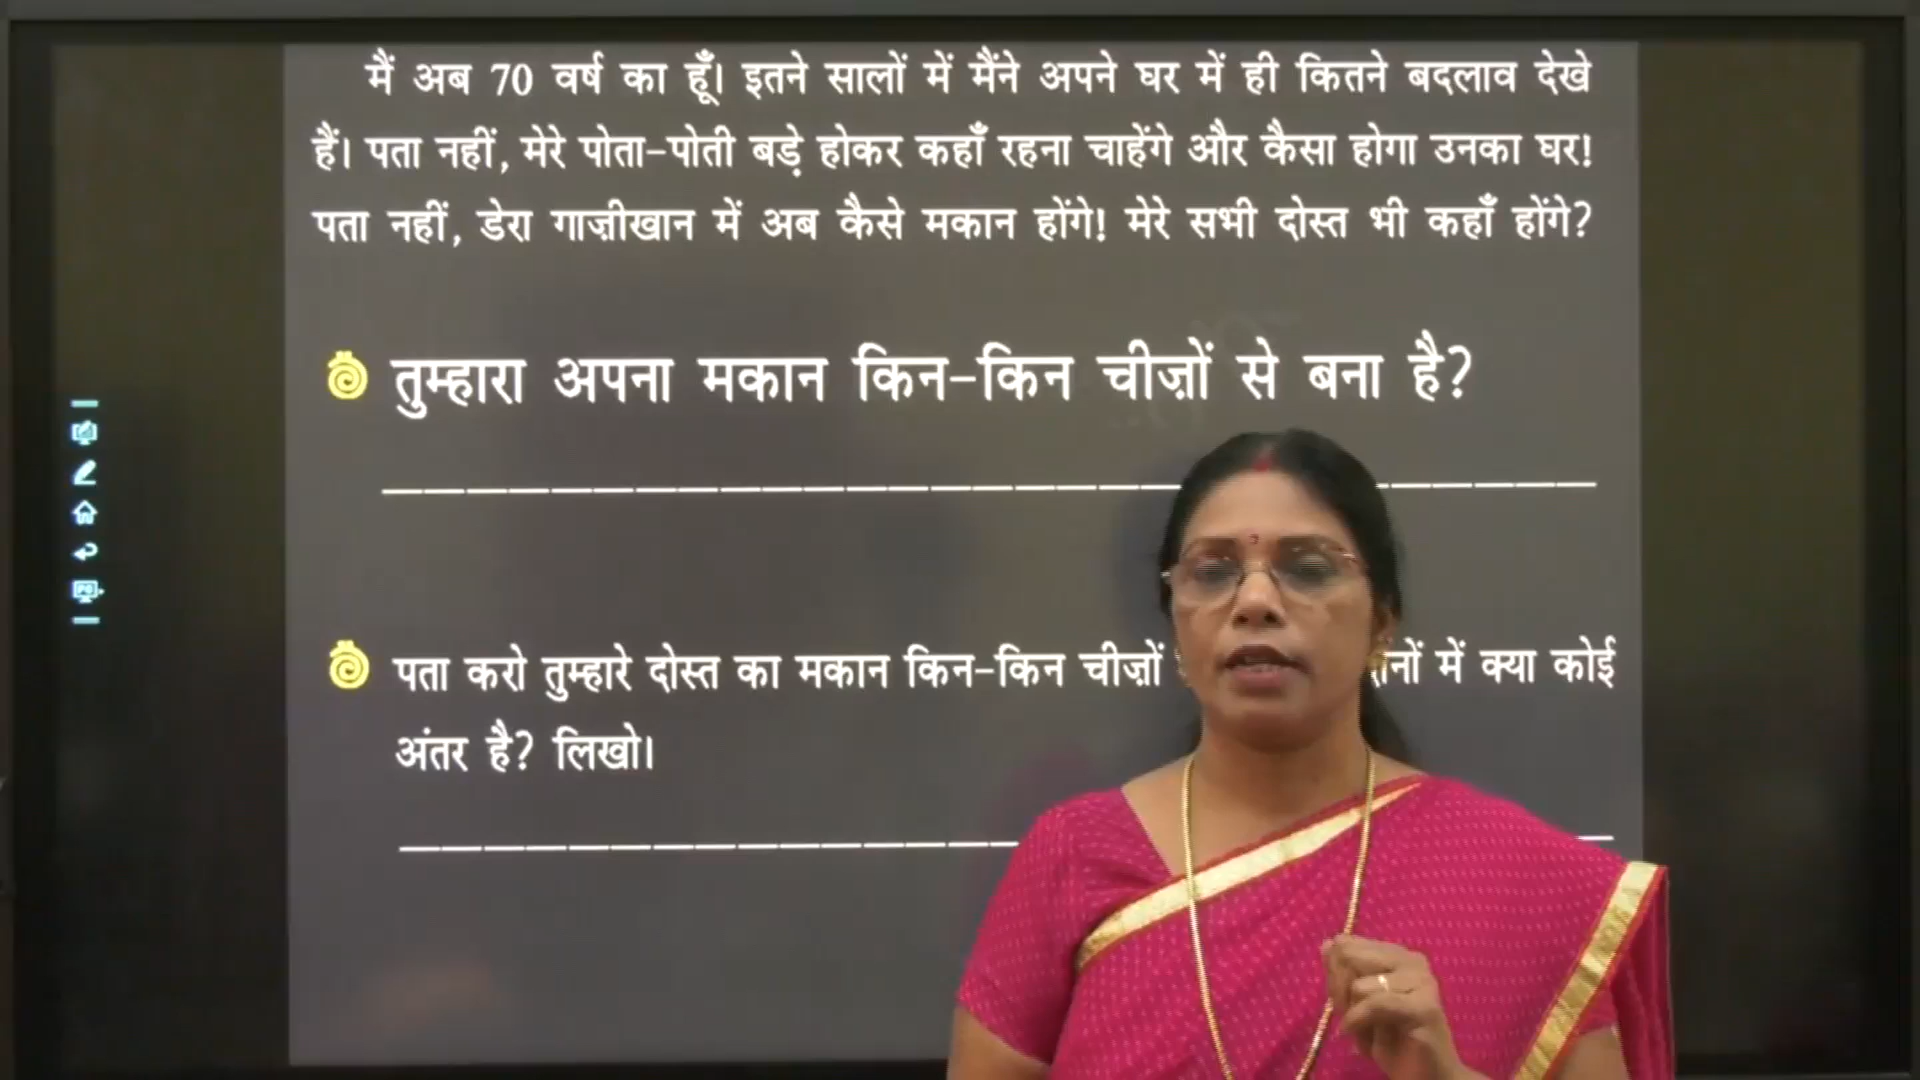 मैं अब 70 वर्ष का हूँ। इतने सालों में मैंने अपने घर में ही कितने बदलाव देखे
हैं। पता नहीं, मेरे पोता-पोती बड़े होकर कहाँ रहना चाहेंगे और कैसा होगा उनका घर!
पता नहीं, डेरा गाज़ीखान में अब कैसे मकान होंगे! मेरे सभी दोस्त भी कहाँ होंगे?
तुम्हारा अपना मकान किन-किन चीज़ों से बना है?
पता करो तुम्हारे दोस्त का मकान किन-किन चीज़ों में क्या कोई
अंतर है? लिखो।